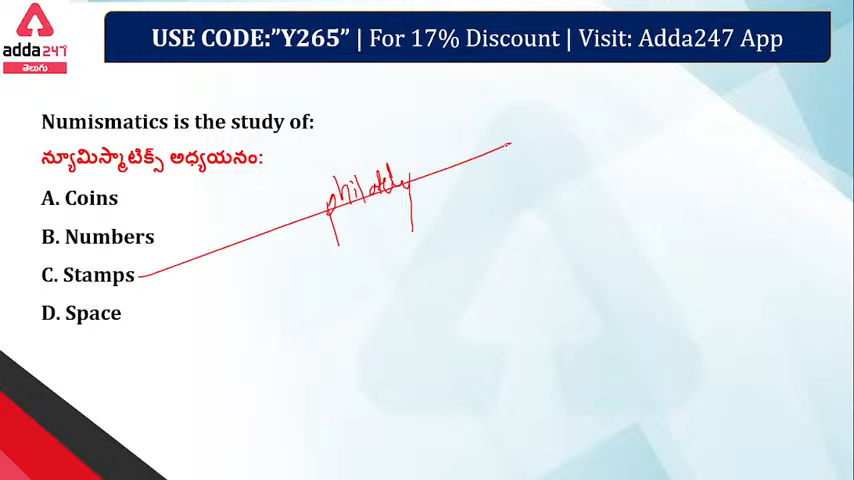 adda247
తెలుగు
USE CODE:”Y265” | For 17% Discount | Visit: Adda247 App
Numismatics is the study of:
న్యూమిస్మాటిక్స్ అధ్యయనం:
A. Coins
B. Numbers
C. Stamps
philately
D. Space